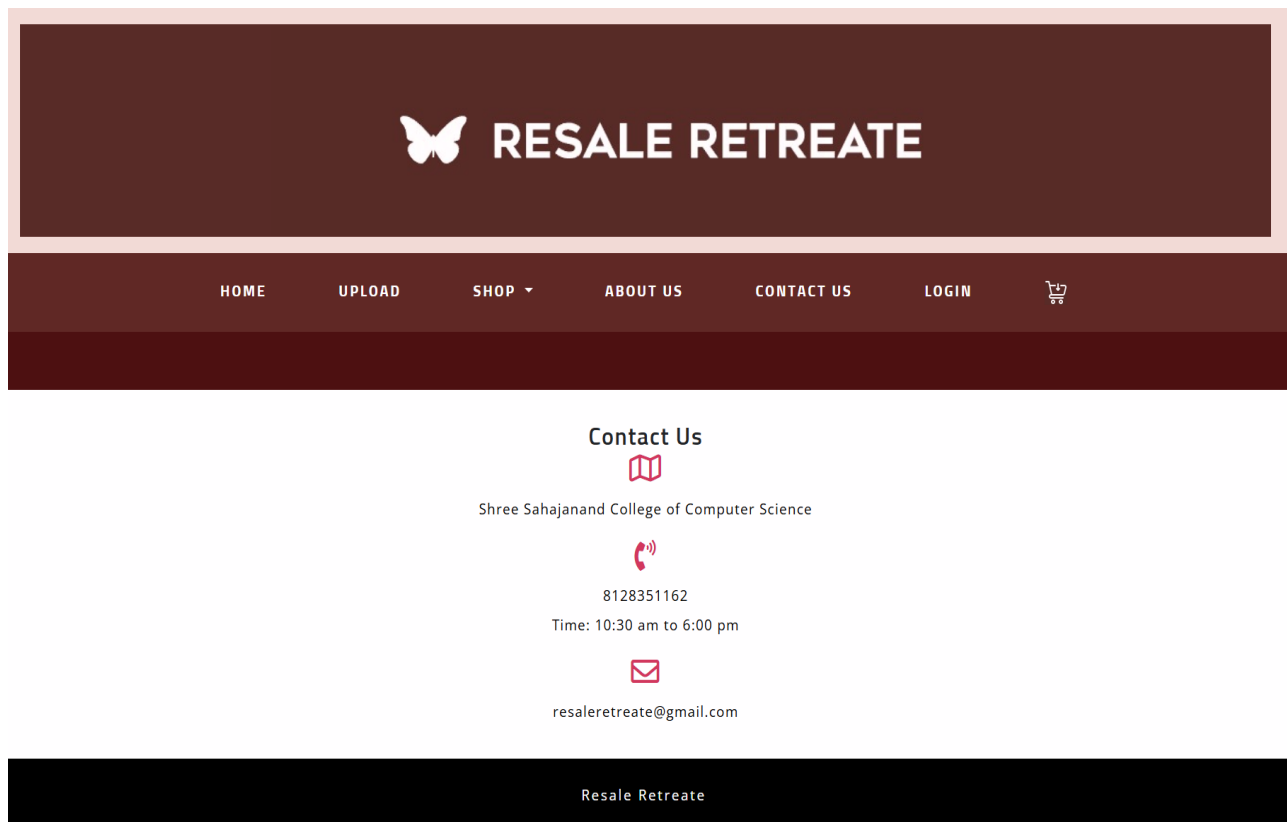 RESALE RETREATE
HOME UPLOAD SHOP ABOUT US CONTACT US LOGIN
Contact Us
Shree Sahajanand College of Computer Science
8128351162
Time: 10:30 am to 6:00 pm
resaleretreate@gmail.com
Resale Retreate